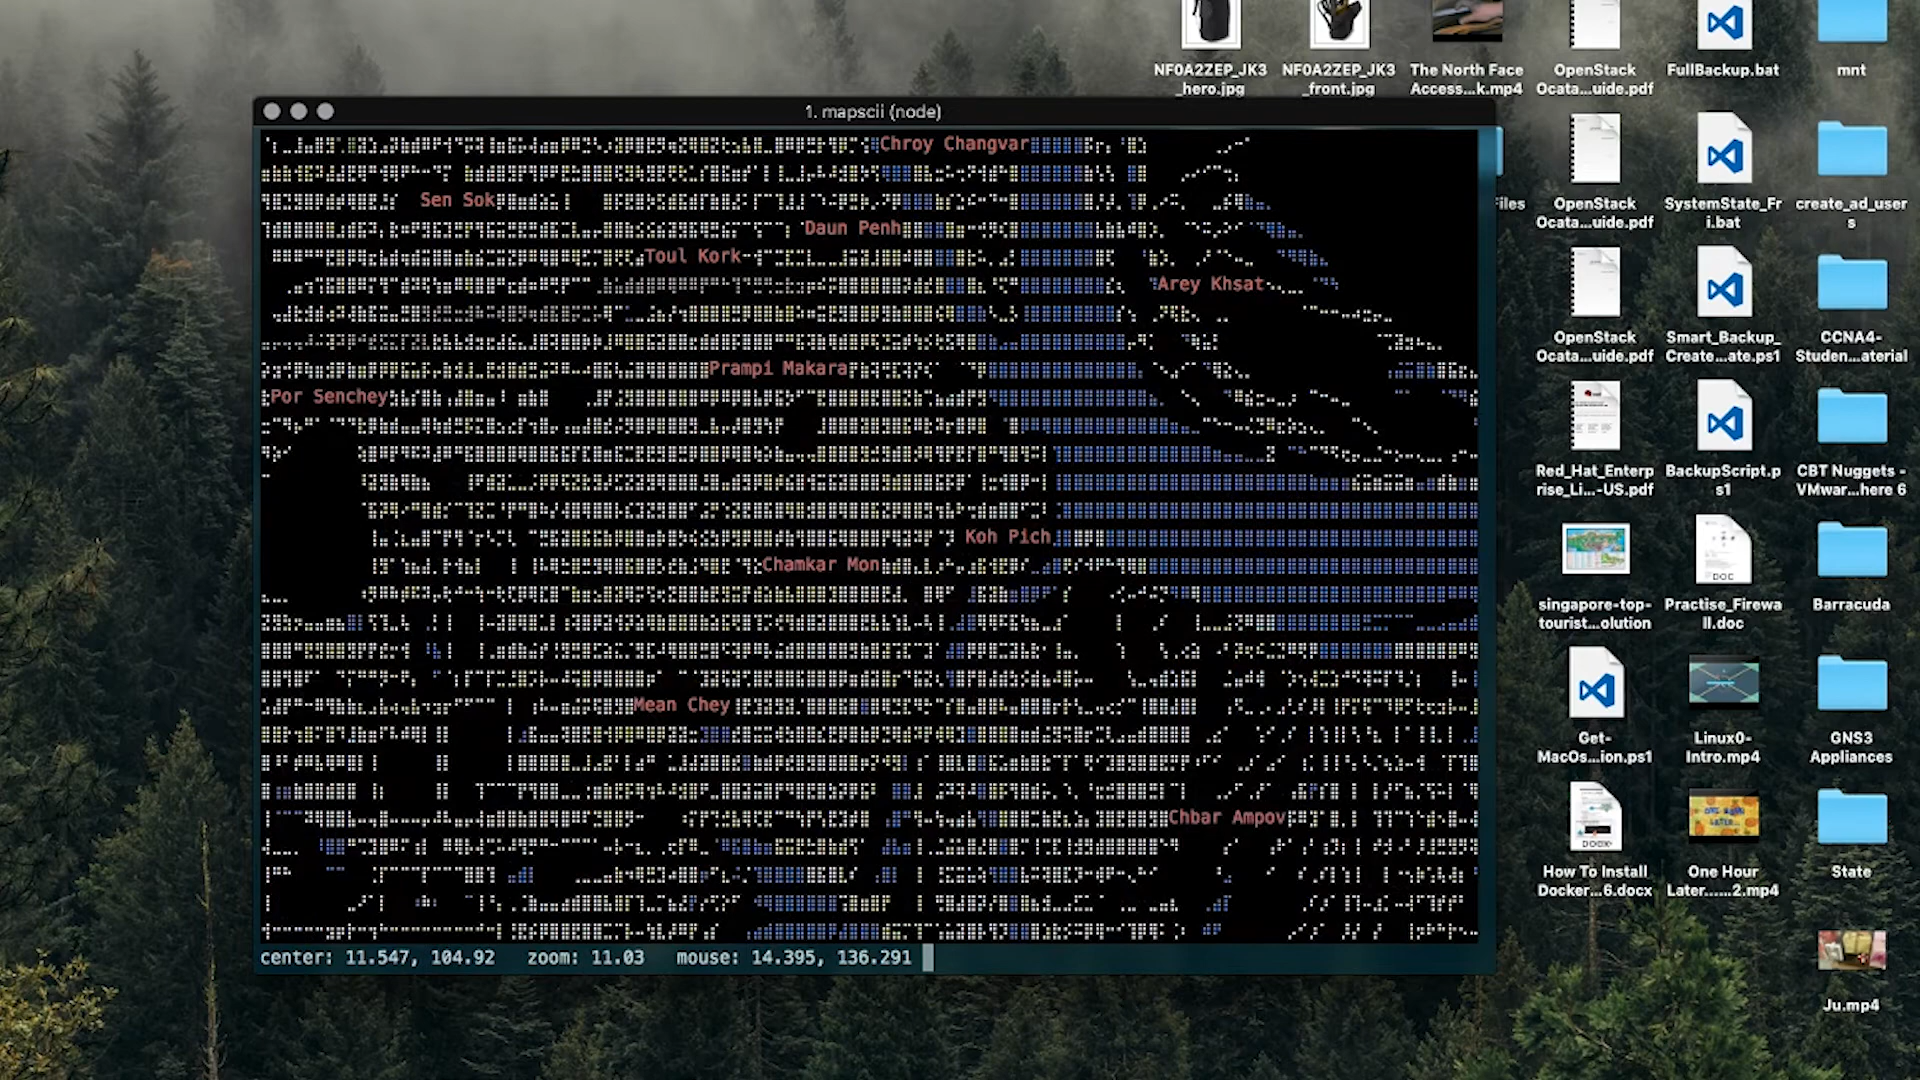 NF0A2ZEP_JK3
_hero.jpg
NF0A2ZEP_JK3
_front.jpg
The North Face
Access...k.mp4
OpenStack
Ocata...uide.pdf
FullBackup.bat
mnt
1. mapscii (node)
Chroy Changvar
Sen Sok
Daun Penh
Toul Kork
Arey Khsat
Prampi Makara
Por Senchey
Koh Pich
Chamkar Mon
Mean Chey
Chbar Ampov
center: 11.547, 104.92 zoom: 11.03 mouse: 14.395, 136.291
Files
OpenStack
Ocata...uide.pdf
SystemState_Fr
i.bat
create_ad_user
s
OpenStack
Ocata...uide.pdf
Smart_Backup_
Create...ate.ps1
CCNA4-
Studen...aterial
Red_Hat_Enterp
rise_Li...-US.pdf
BackupScript.p
s1
CBT Nuggets -
VMwar...here 6
DOC
singapore-top-
tourist...olution
Practise_Firewa
ll.doc
Barracuda
Get-
MacOs...ion.ps1
Linux0-
Intro.mp4
GNS3
Appliances
DOCX
ONE HOUR
LATER...
How To Install
Docker...6.docx
One Hour
Later......2.mp4
State
Ju.mp4